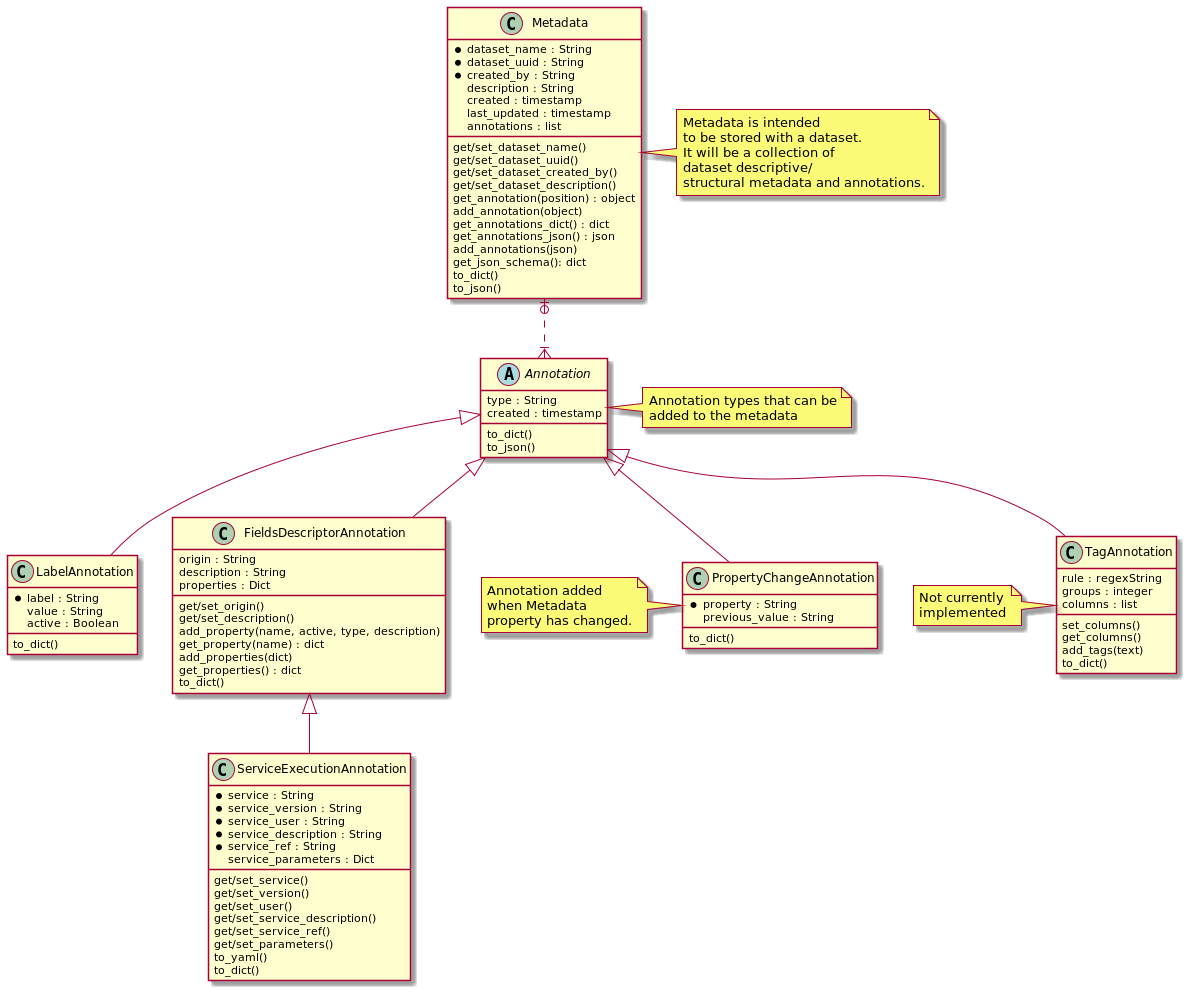 C Metadata
dataset_name : String
dataset_uuid : String
created_by : String
description : String
created : timestamp
last_updated : timestamp
annotations : list
get/set_dataset_name()
get/set_dataset_uuid()
get/set_dataset_created_by()
get/set_dataset_description()
get_annotation(position) : object
add_annotation(object)
get_annotations_dict() : dict
get_annotations_json() : json
add_annotations(json)
get_json_schema(): dict
to_dict()
to_json()
Metadata is intended
to be stored with a dataset.
It will be a collection of
dataset descriptive/
structural metadata and annotations.
A Annotation
type : String
created : timestamp
to_dict()
to_json()
Annotation types that can be
added to the metadata
C LabelAnnotation
label : String
value : String
active : Boolean
to_dict()
C FieldsDescriptorAnnotation
origin : String
description : String
properties : Dict
get/set_origin()
get/set_description()
add_property(name, active, type, description)
get_property(name) : dict
add_properties(dict)
get_properties() : dict
to_dict()
Annotation added
when Metadata
property has changed.
C PropertyChangeAnnotation
property : String
previous_value : String
to_dict()
Not currently
implemented
C TagAnnotation
rule : regexString
groups : integer
columns : list
set_columns()
get_columns()
add_tags(text)
to_dict()
C ServiceExecutionAnnotation
service : String
service_version : String
service_user : String
service_description : String
service_ref : String
service_parameters : Dict
get/set_service()
get/set_version()
get/set_user()
get/set_service_description()
get/set_service_ref()
get/set_parameters()
to_yaml()
to_dict()